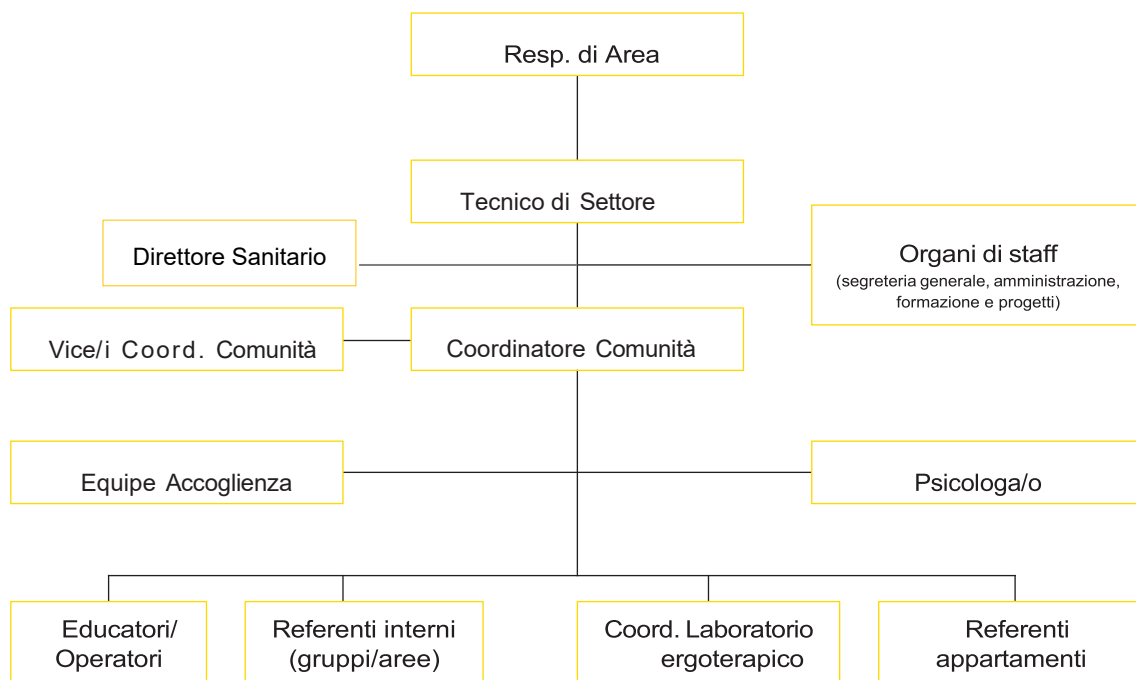 Resp. di Area
Tecnico di Settore
Direttore Sanitario
Organi di staff
(segreteria generale, amministrazione,
formazione e progetti)
Vice/i Coord. Comunità
Coordinatore Comunità
Equipe Accoglienza
Psicologa/o
Educatori/
Operatori
Referenti interni
(gruppi/aree)
Coord. Laboratorio
ergoterapico
Referenti
appartamenti